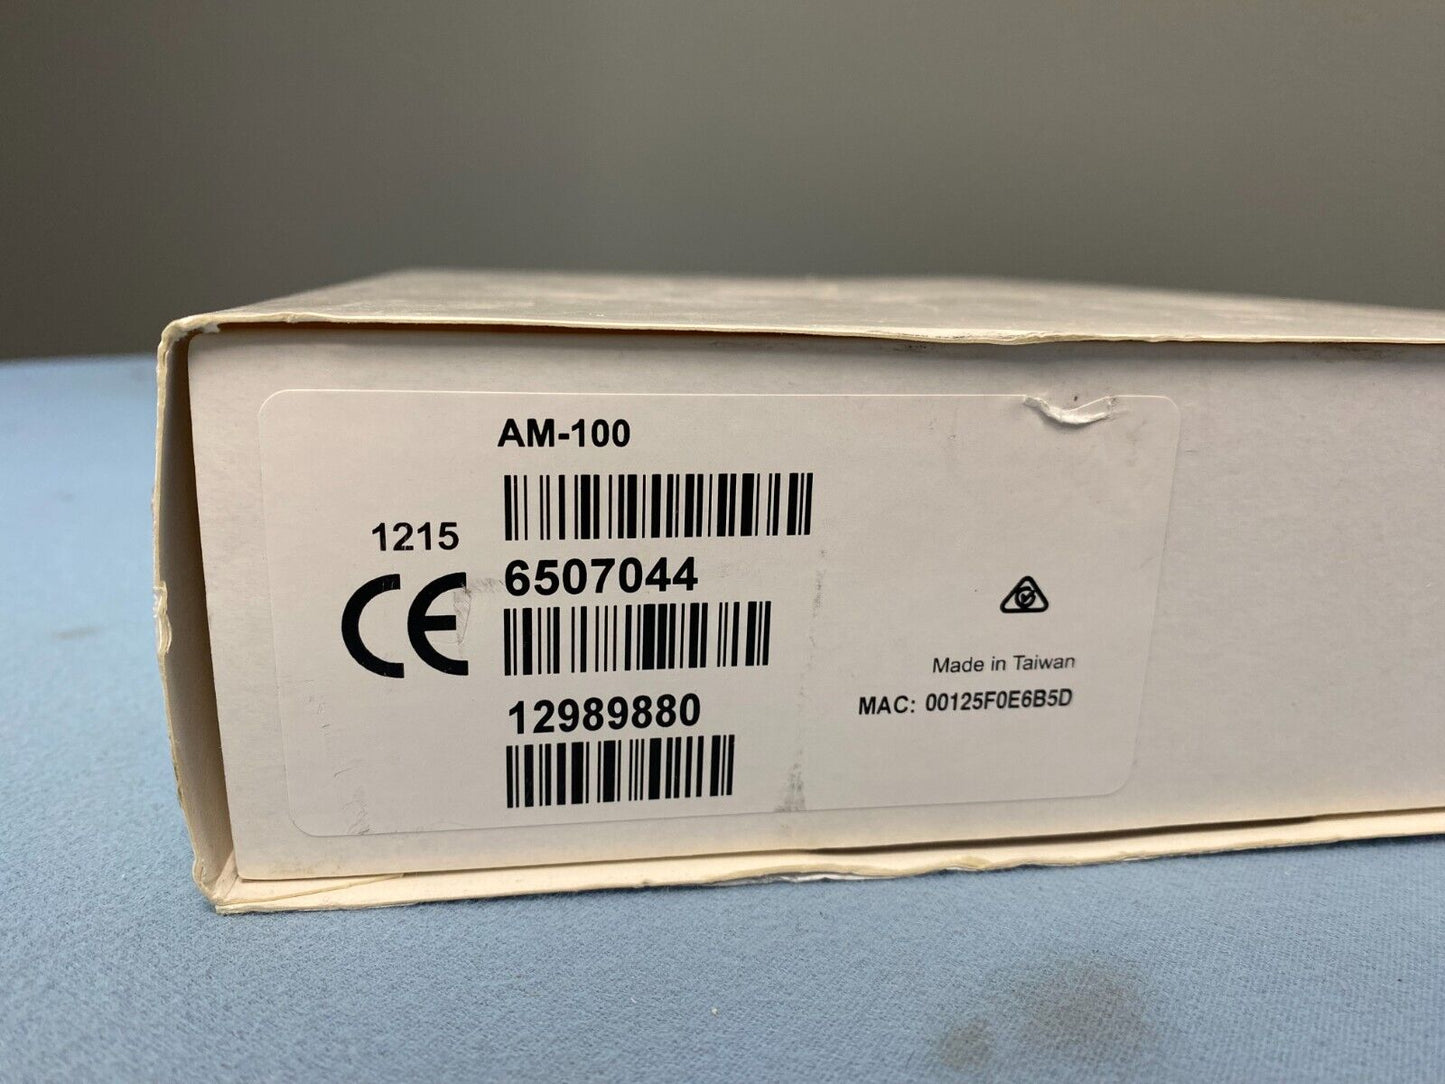 AM-100
1215
CE
6507044
12989880
Made in Taiwan
MAC: 00125F0E6B5D